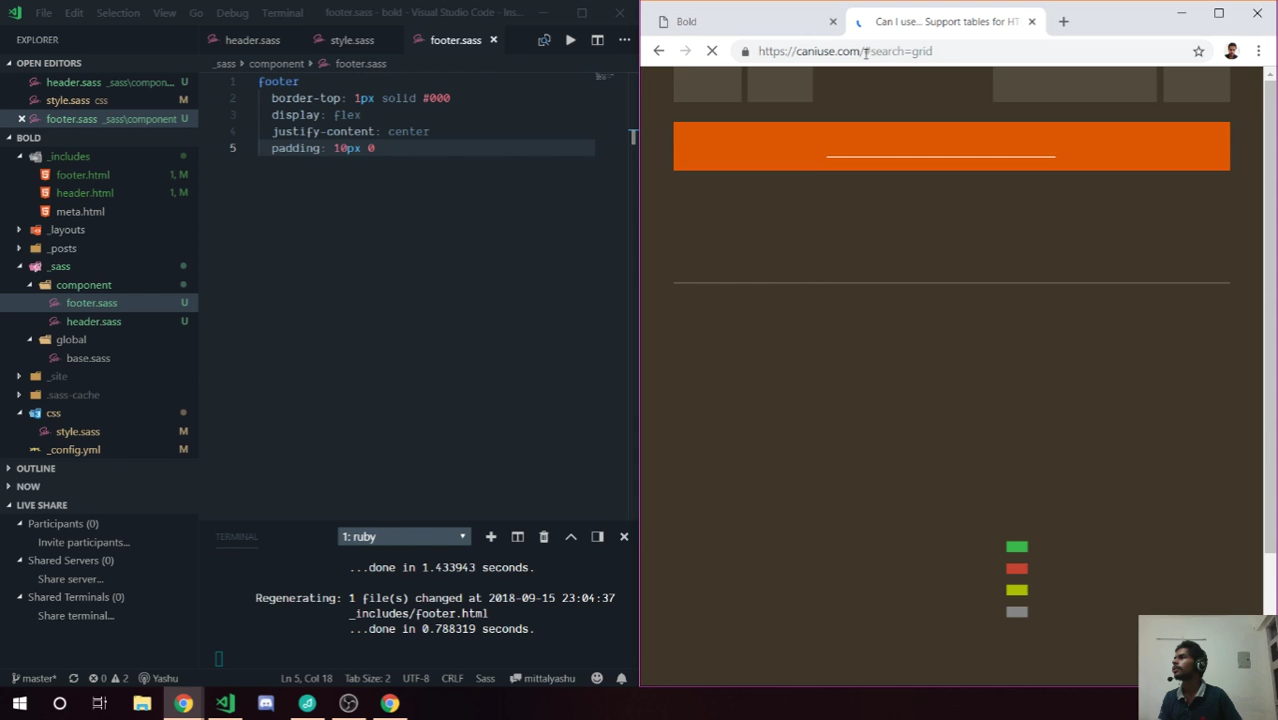 File Edit Selection View Go Debug Terminal footer.sass - bold - Visual Studio Code - Ins...
EXPLORER
OPEN EDITORS
header.sass _sass\compon... U
style.sass css M
footer.sass _sass\component U
BOLD
_includes
footer.html 1, M
header.html 1, M
meta.html
_layouts
_posts
_sass
component
footer.sass U
header.sass U
global
base.sass
_site
.sass-cache
css
style.sass M
_config.yml M
OUTLINE
NOW
LIVE SHARE
Participants (0)
Invite participants...
Shared Servers (0)
Share server...
Shared Terminals (0)
Share terminal...
header.sass style.sass footer.sass
_sass component footer.sass
1 footer
2 border-top: 1px solid #000
3 display: flex
4 justify-content: center
5 padding: 10px 0
TERMINAL 1: ruby
...done in 1.433943 seconds.
Regenerating: 1 file(s) changed at 2018-09-15 23:04:37
_includes/footer.html
...done in 0.788319 seconds.
master* 0 2 Yashu Ln 5, Col 18 Tab Size: 2 UTF-8 CRLF Sass mittalyashu
Bold Can I use... Support tables for HT
https://caniuse.com/#search=grid